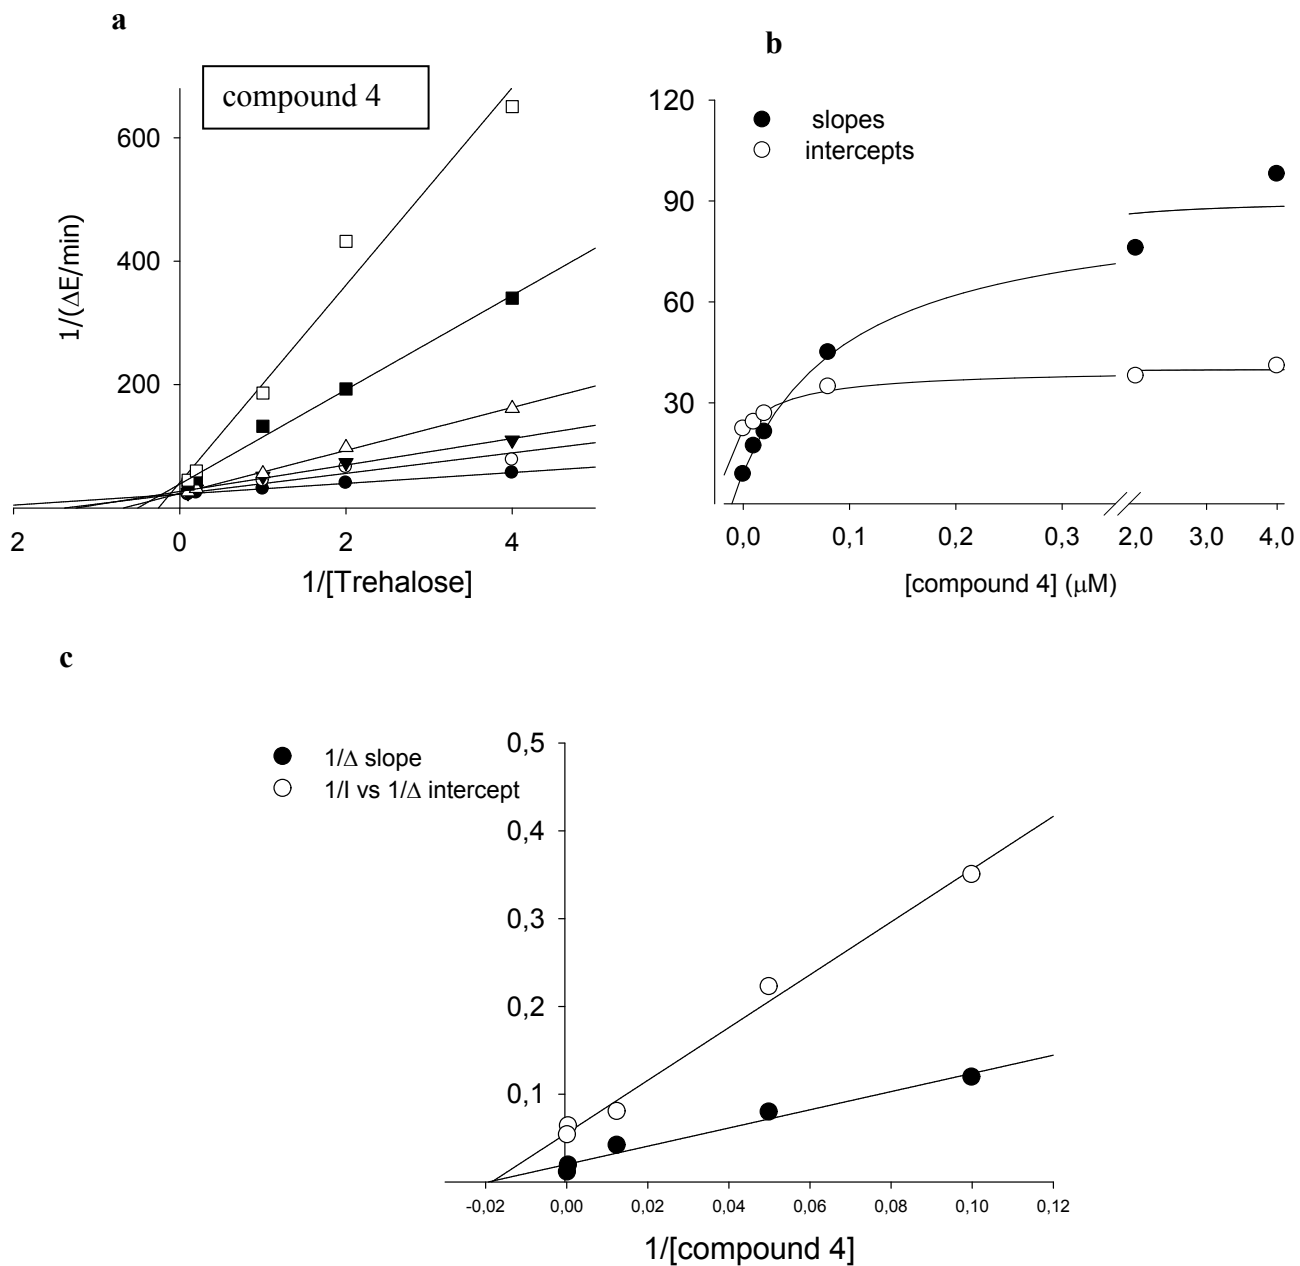 a
compound 4
600
400
200
1/(ΔE/min)
2 0 2 4
1/[Trehalose]
b
120
90
60
30
slopes
intercepts
0,0 0,1 0,2 0,3 2,0 3,0 4,0
[compound 4] (μM)
c
1/Δ slope
1/I vs 1/Δ intercept
0,5
0,4
0,3
0,2
0,1
-0,02 0,00 0,02 0,04 0,06 0,08 0,10 0,12
1/[compound 4]